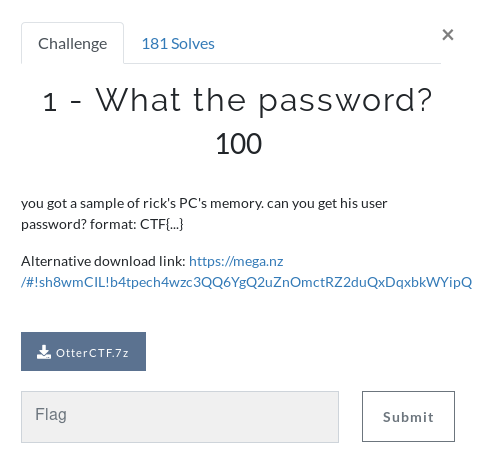 Challenge
181 Solves
×
1 - What the password?
100
you got a sample of rick's PC's memory. can you get his user
password? format: CTF{...}
Alternative download link: https://mega.nz
/#!sh8wmCIL!b4tpech4wzc3QQ6YgQ2uZnOmctRZ2duQxDqxbkWYipQ
OtterCTF.7z
Flag
Submit